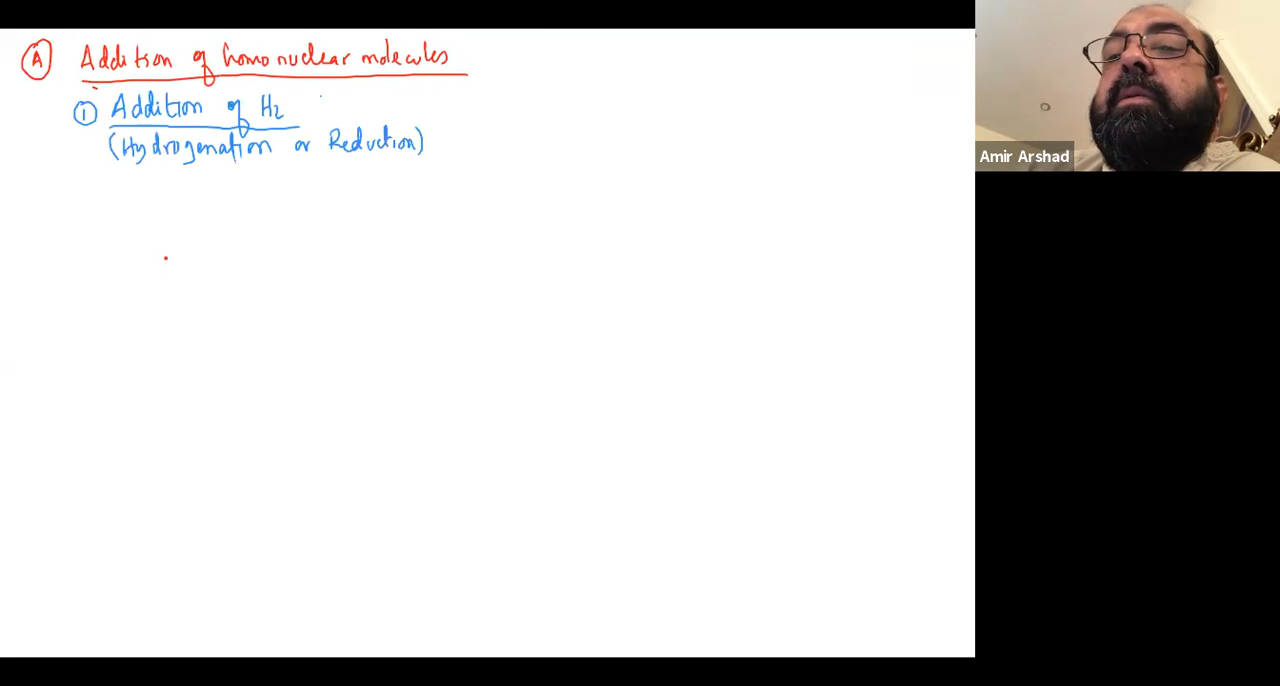 A Addition of homonuclear molecules
1 Addition of H2
(Hydrogenation or Reduction)
Amir Arshad